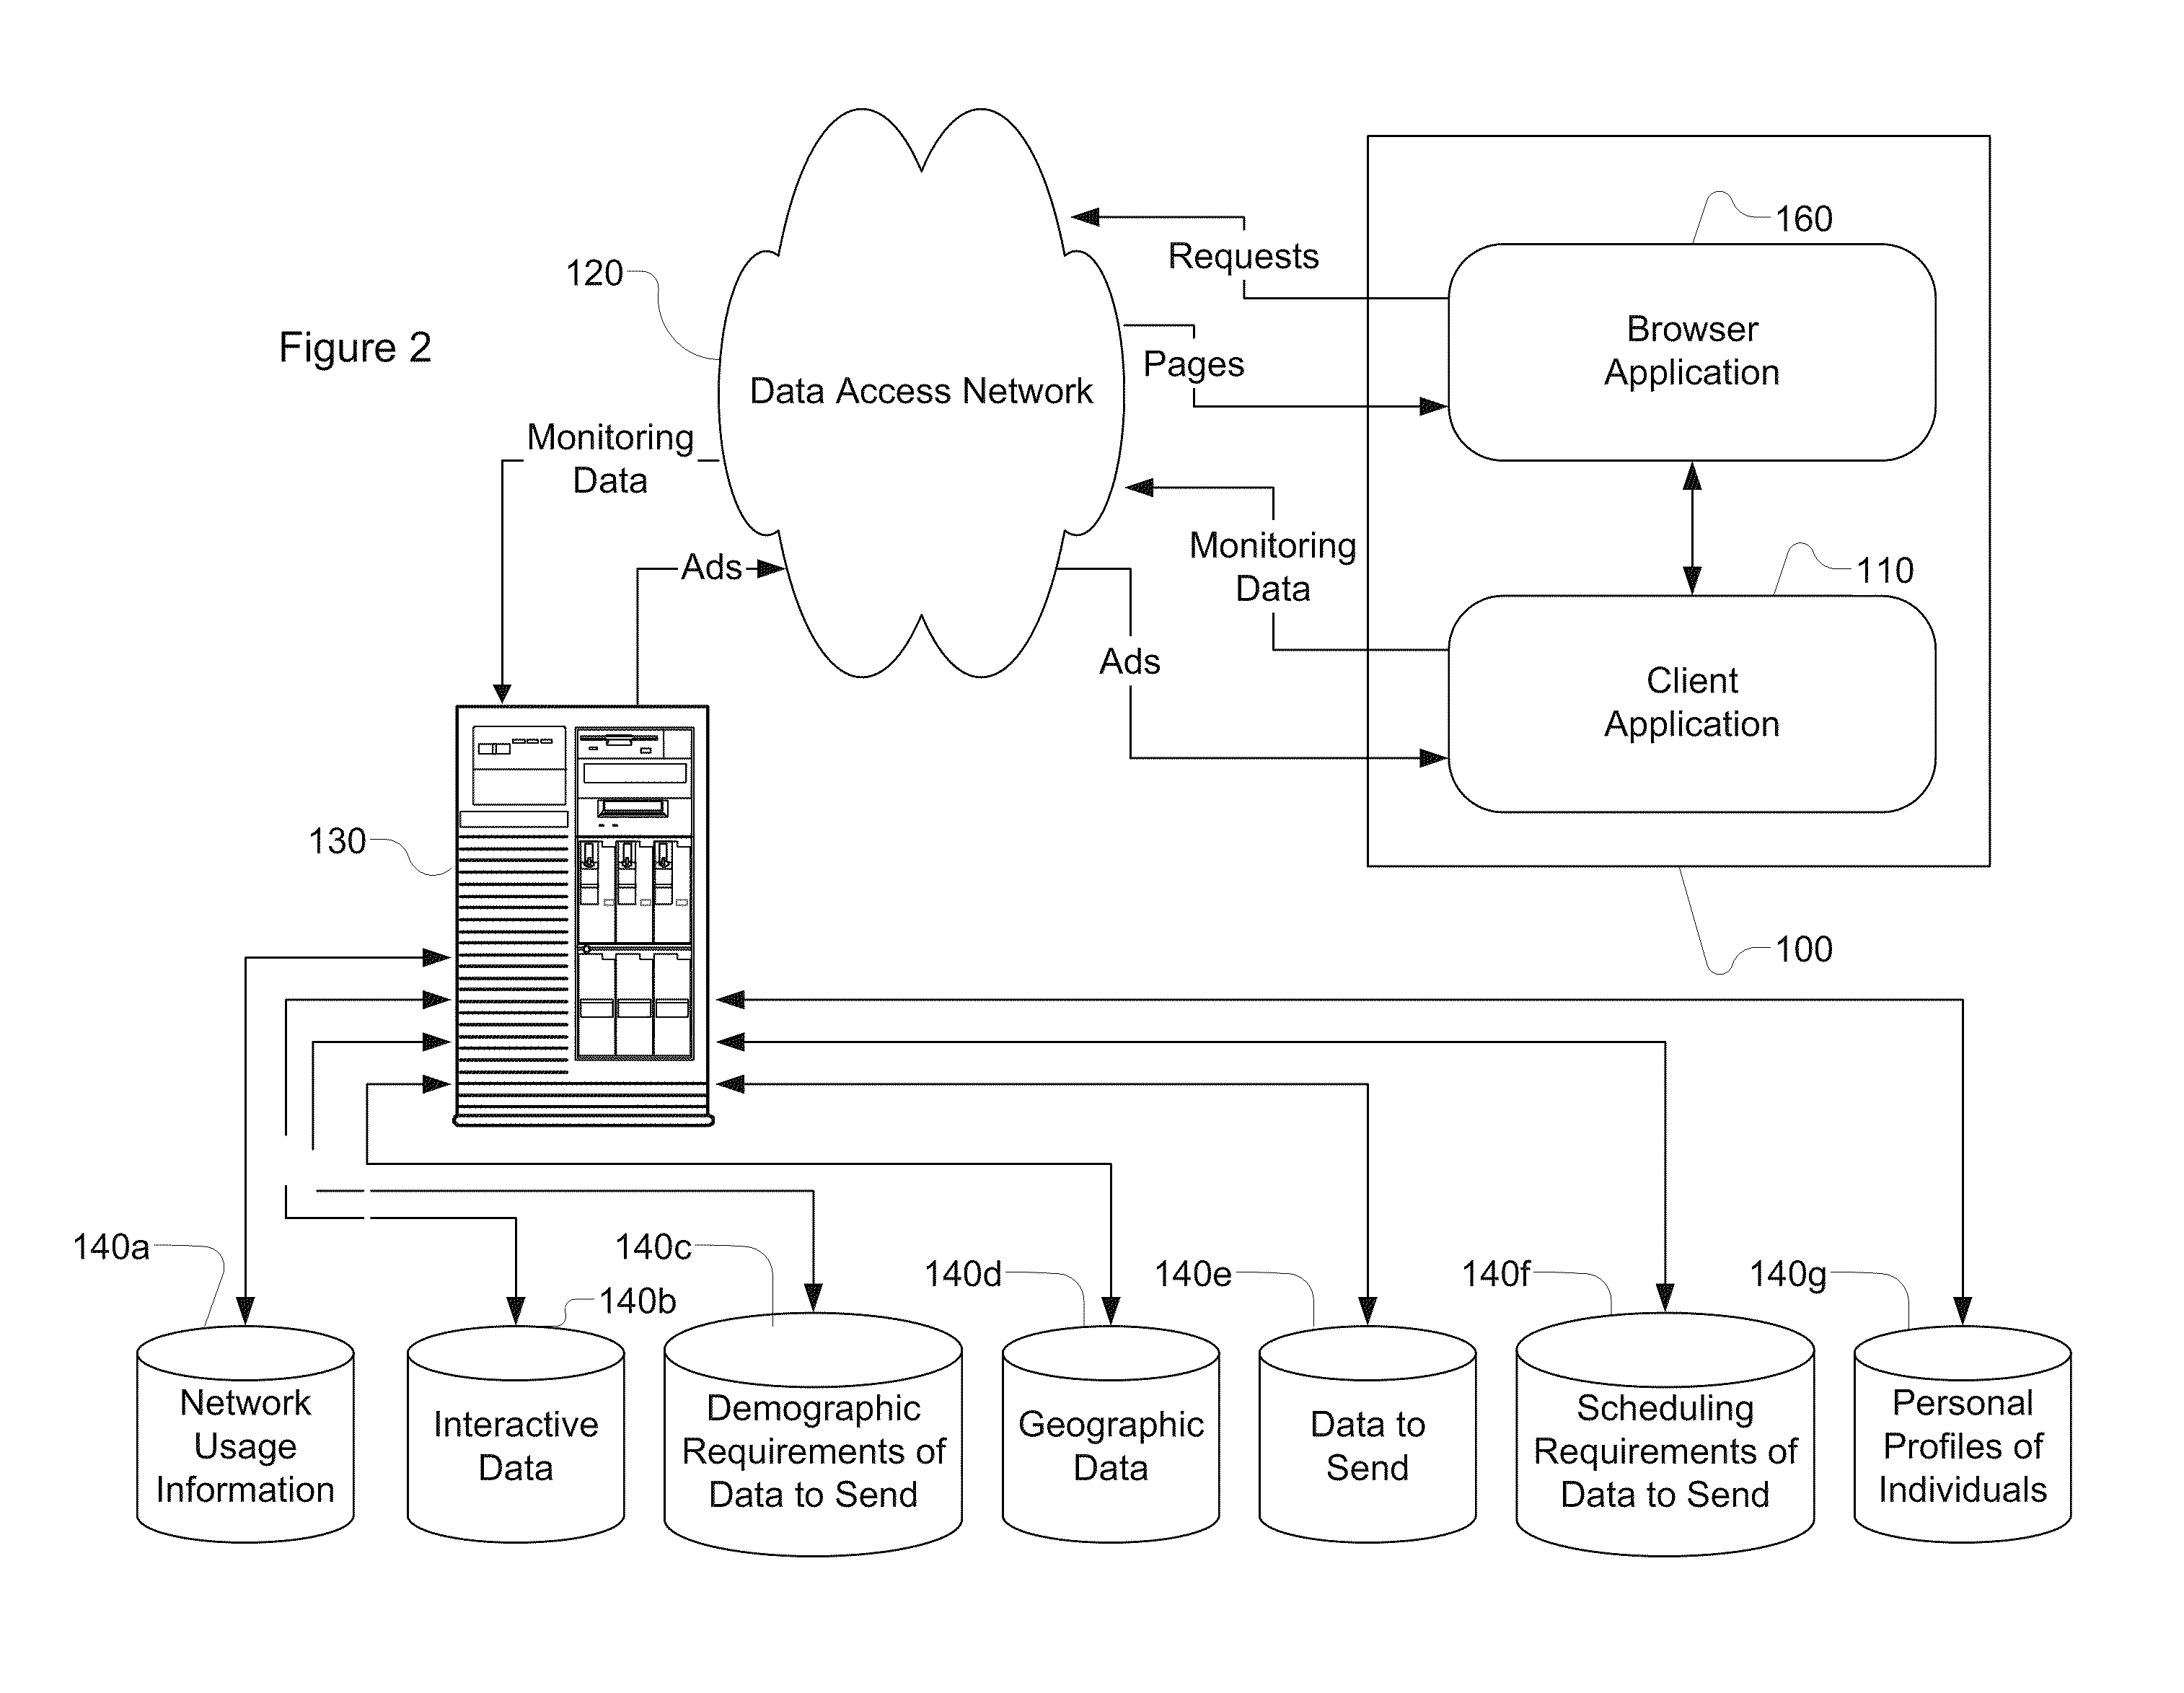 160
Requests
120
Browser
Application
Figure 2
Pages
Data Access Network
Monitoring
Data
Monitoring
Data
Ads
110
Ads
Client
Application
130
100
140a
140c
140d
140e
140f
140g
140b
Network
Usage
Information
Interactive
Data
Demographic
Requirements of
Data to Send
Geographic
Data
Data to
Send
Scheduling
Requirements of
Data to Send
Personal
Profiles of
Individuals